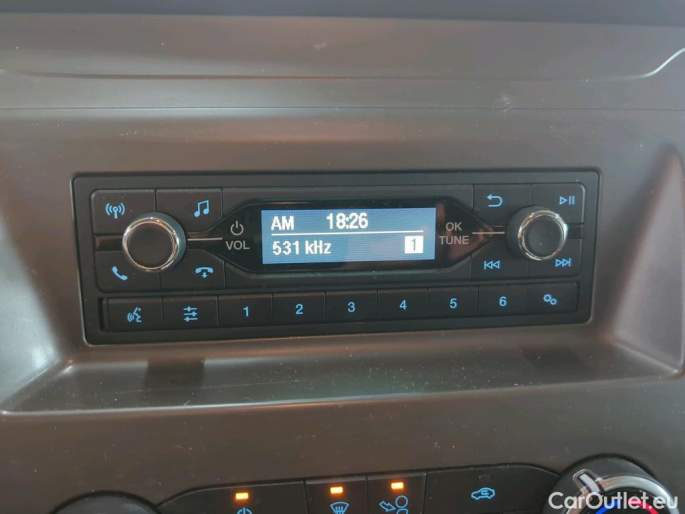 AM 18:26
531 kHz 1
VOL
OK
TUNE
1 2 3 4 5 6
CarOutlet.eu